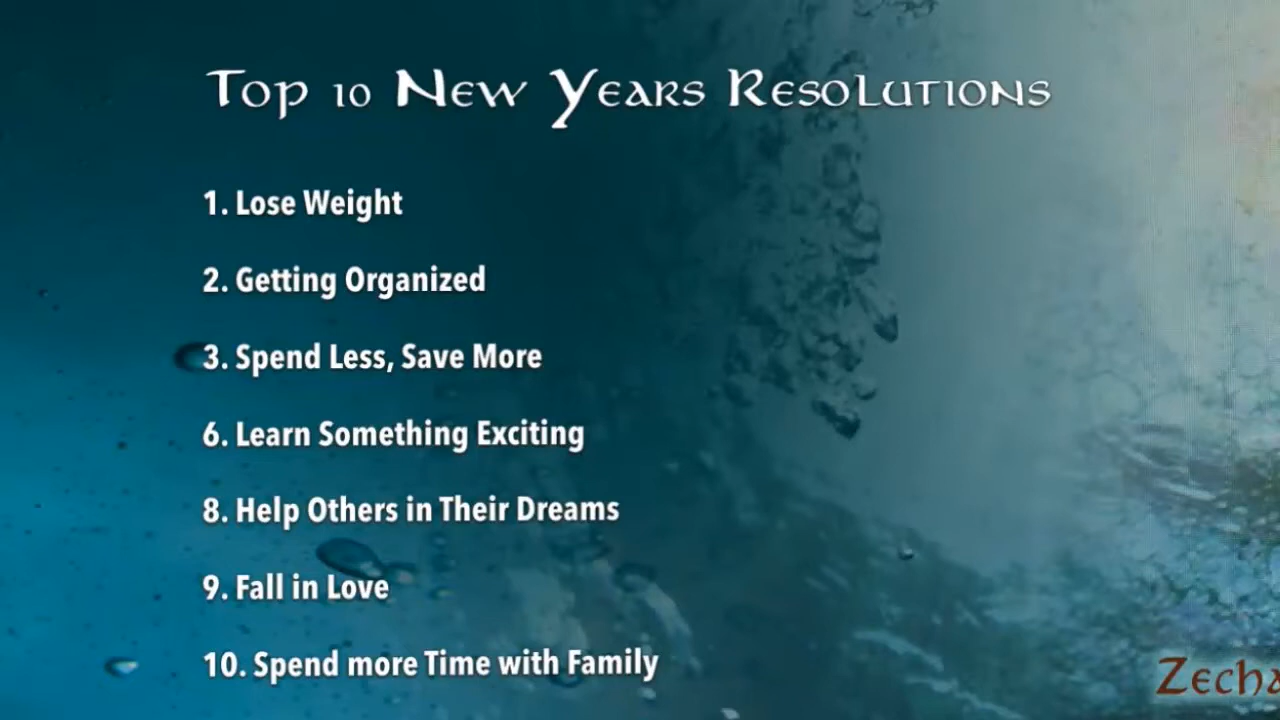 Top 10 New Years Resolutions
1. Lose Weight
2. Getting Organized
3. Spend Less, Save More
6. Learn Something Exciting
8. Help Others in Their Dreams
9. Fall in Love
10. Spend more Time with Family
Zecha